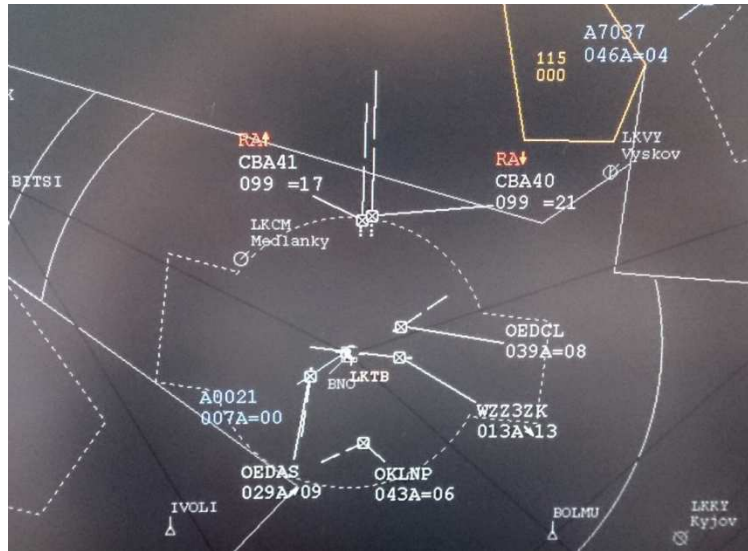 A7037
046A=04
115
000
RA↑
CBA41
099 =17
RA↓
CBA40
099 =21
LKVY
Vyskov
BITSI
LKCM
Medlanky
OEDCL
039A=08
BNO
LKTB
A0021
007A=00
WZZ3ZK
013A↘13
OEDAS
029A↗09
OKLNP
043A=06
IVOLI
BOLMU
LKKY
Kyjov